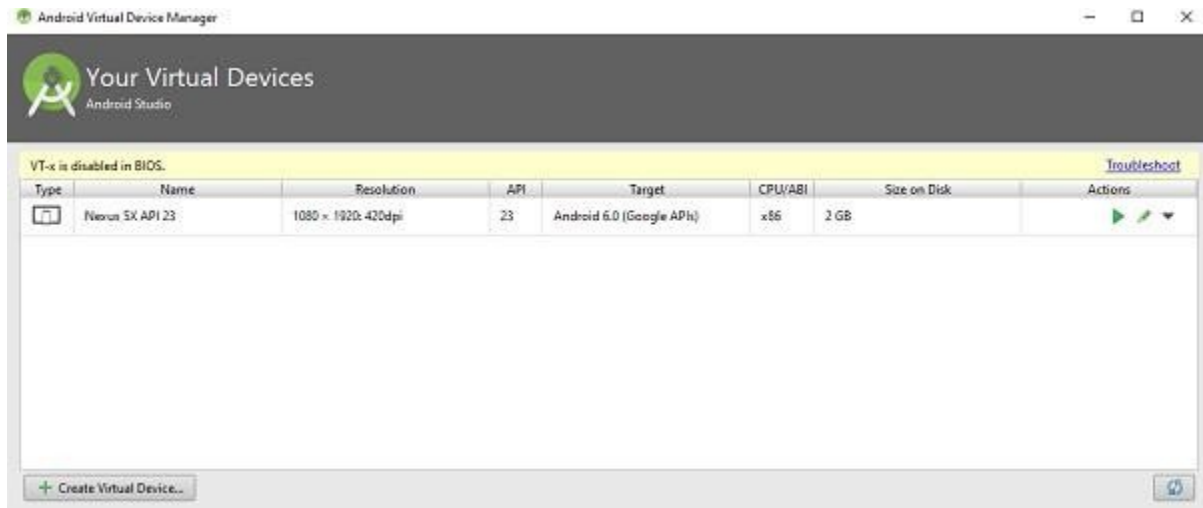 Android Virtual Device Manager
Your Virtual Devices
Android Studio
VT-x is disabled in BIOS. Troubleshoot
Type Name Resolution API Target CPU/ABI Size on Disk Actions
Nexus 5X API 23 1080 × 1920: 420dpi 23 Android 6.0 (Google APIs) x86 2 GB
Create Virtual Device...